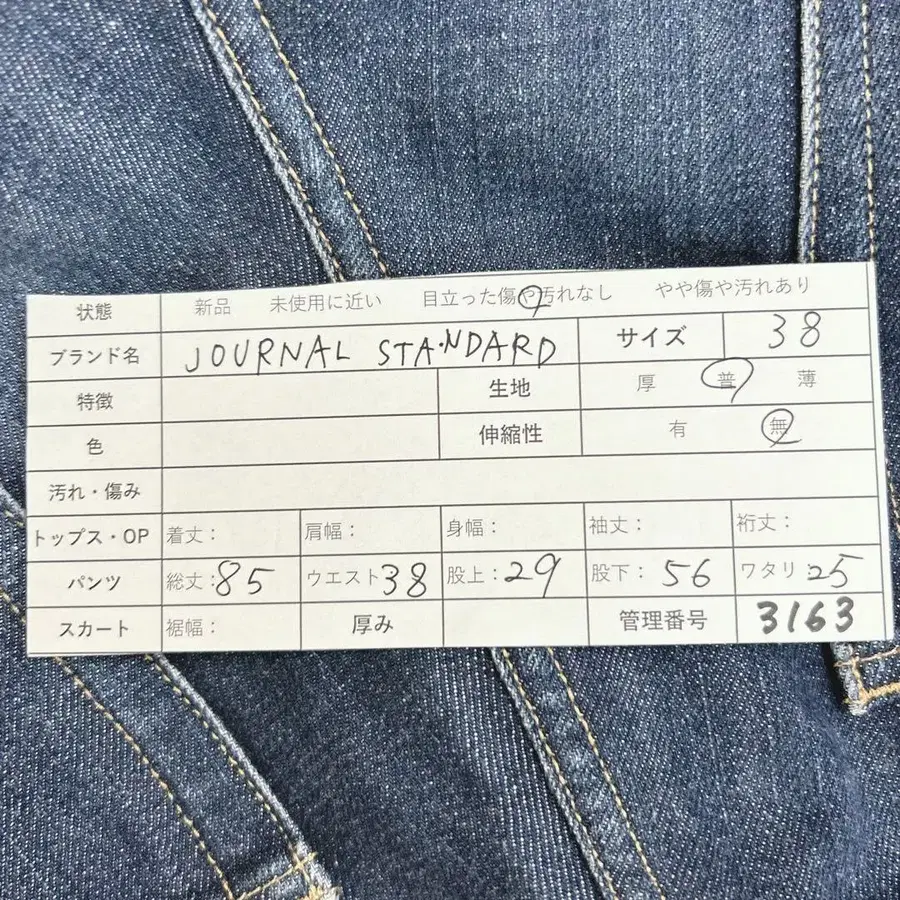 状態 新品 未使用に近い 目立った傷や汚れなし やや傷や汚れあり
ブランド名 JOURNAL STANDARD サイズ 38
特徴 生地 厚 普 薄
色 伸縮性 有 無
汚れ・傷み
トップス・OP 着丈: 肩幅: 身幅: 袖丈: 裄丈:
パンツ 総丈:85 ウエスト38 股上:29 股下:56 ワタリ:25
スカート 裾幅: 厚み 管理番号 3163